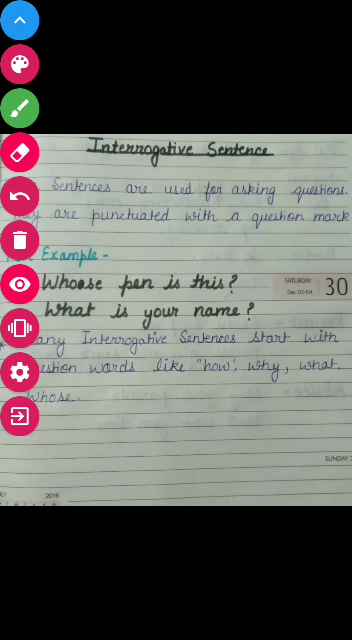 Interrogative Sentence
Sentences are used for asking questions.
are punctuated with a question mark
Example -
Whoose pen is this?
SATURDAY
30
What is your name?
any Interrogative Sentences start with
estion words like "how', why, what,
Whose.
SUNDAY
2016